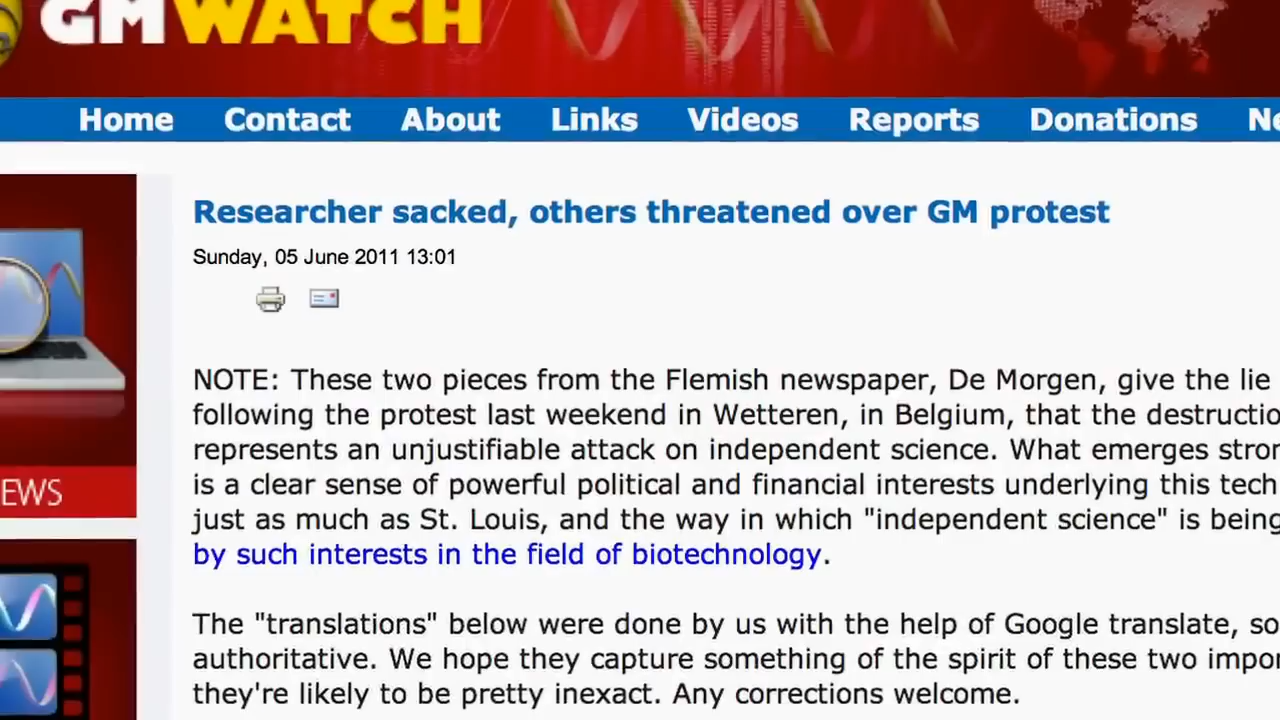 GMWATCH
Home Contact About Links Videos Reports Donations
Researcher sacked, others threatened over GM protest
Sunday, 05 June 2011 13:01
NOTE: These two pieces from the Flemish newspaper, De Morgen, give the lie
following the protest last weekend in Wetteren, in Belgium, that the destructio
represents an unjustifiable attack on independent science. What emerges stron
is a clear sense of powerful political and financial interests underlying this tech
just as much as St. Louis, and the way in which "independent science" is being
by such interests in the field of biotechnology.
EWS
The "translations" below were done by us with the help of Google translate, so
authoritative. We hope they capture something of the spirit of these two impor
they're likely to be pretty inexact. Any corrections welcome.